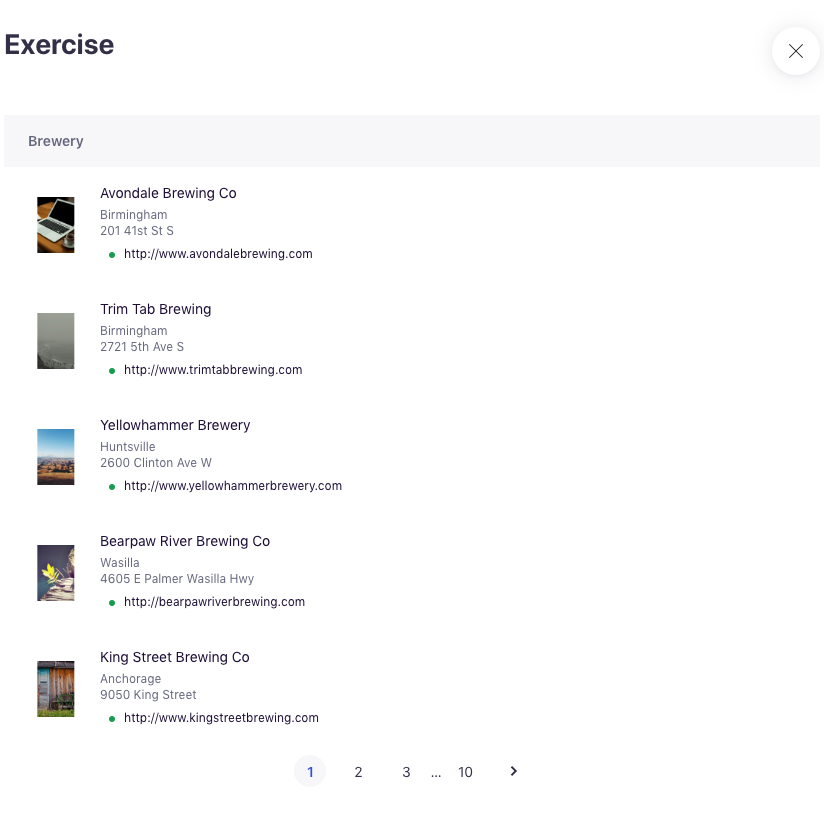 Exercise
Brewery
Avondale Brewing Co
Birmingham
201 41st St S
http://www.avondalebrewing.com
Trim Tab Brewing
Birmingham
2721 5th Ave S
http://www.trimtabbrewing.com
Yellowhammer Brewery
Huntsville
2600 Clinton Ave W
http://www.yellowhammerbrewery.com
Bearpaw River Brewing Co
Wasilla
4605 E Palmer Wasilla Hwy
http://bearpawriverbrewing.com
King Street Brewing Co
Anchorage
9050 King Street
http://www.kingstreetbrewing.com
1 2 3 ... 10